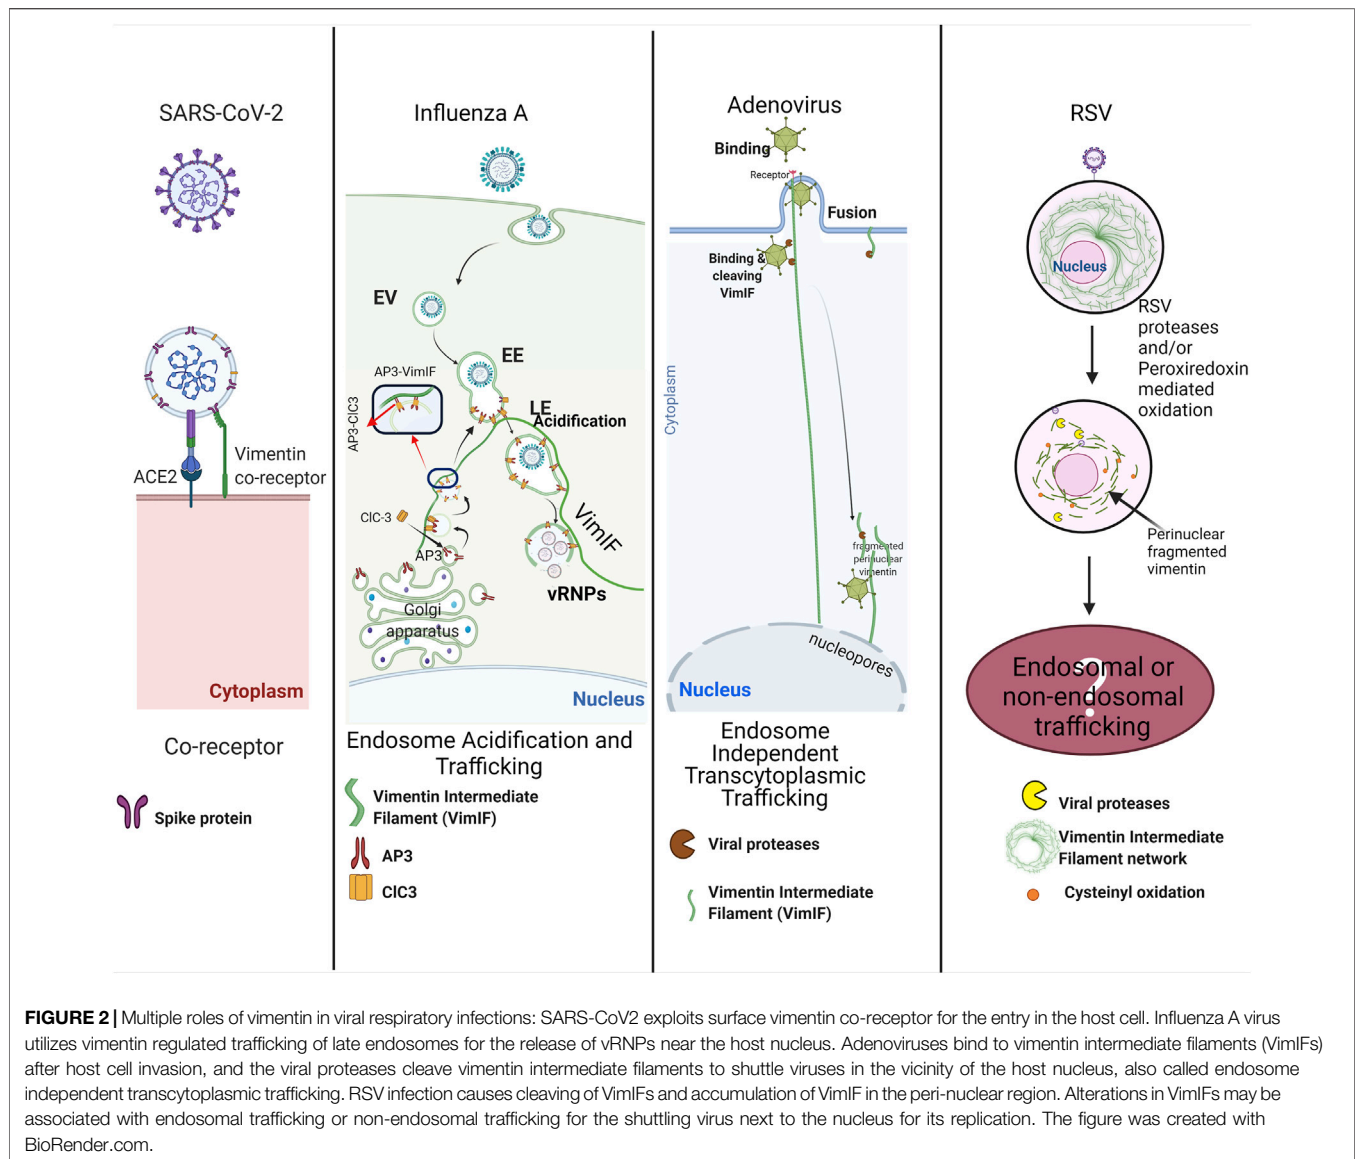 SARS-CoV-2
ACE2
Vimentin
co-receptor
Cytoplasm
Co-receptor
Spike protein
Influenza A
EV
EE
AP3-VimIF
AP3-ClC3
LE
Acidification
ClC-3
AP3
VimIF
vRNPs
Golgi
apparatus
Nucleus
Endosome Acidification and
Trafficking
Vimentin Intermediate
Filament (VimIF)
AP3
ClC3
Adenovirus
Binding
Receptor
Fusion
Binding &
cleaving
VimIF
Cytoplasm
fragmented
perinuclear
vimentin
nucleopores
Nucleus
Endosome
Independent
Transcytoplasmic
Trafficking
Viral proteases
Vimentin Intermediate
Filament (VimIF)
RSV
Nucleus
RSV
proteases
and/or
Peroxiredoxin
mediated
oxidation
Perinuclear
fragmented
vimentin
?
Endosomal or
non-endosomal
trafficking
Viral proteases
Vimentin Intermediate
Filament network
Cysteinyl oxidation
FIGURE 2 | Multiple roles of vimentin in viral respiratory infections: SARS-CoV2 exploits surface vimentin co-receptor for the entry in the host cell. Influenza A virus
utilizes vimentin regulated trafficking of late endosomes for the release of vRNPs near the host nucleus. Adenoviruses bind to vimentin intermediate filaments (VimIFs)
after host cell invasion, and the viral proteases cleave vimentin intermediate filaments to shuttle viruses in the vicinity of the host nucleus, also called endosome
independent transcytoplasmic trafficking. RSV infection causes cleaving of VimIFs and accumulation of VimIF in the peri-nuclear region. Alterations in VimIFs may be
associated with endosomal trafficking or non-endosomal trafficking for the shuttling virus next to the nucleus for its replication. The figure was created with
BioRender.com.